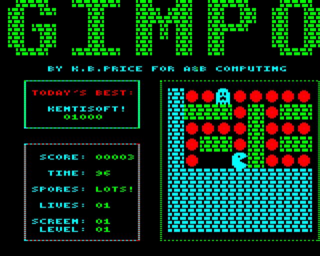 GIMPO
BY K.B.PRICE FOR A&B COMPUTING
TODAY'S BEST:
KENTISOFT!
01000
SCORE: 00003
TIME: 96
SPORES: LOTS!
LIVES: 01
SCREEN: 01
LEVEL: 01